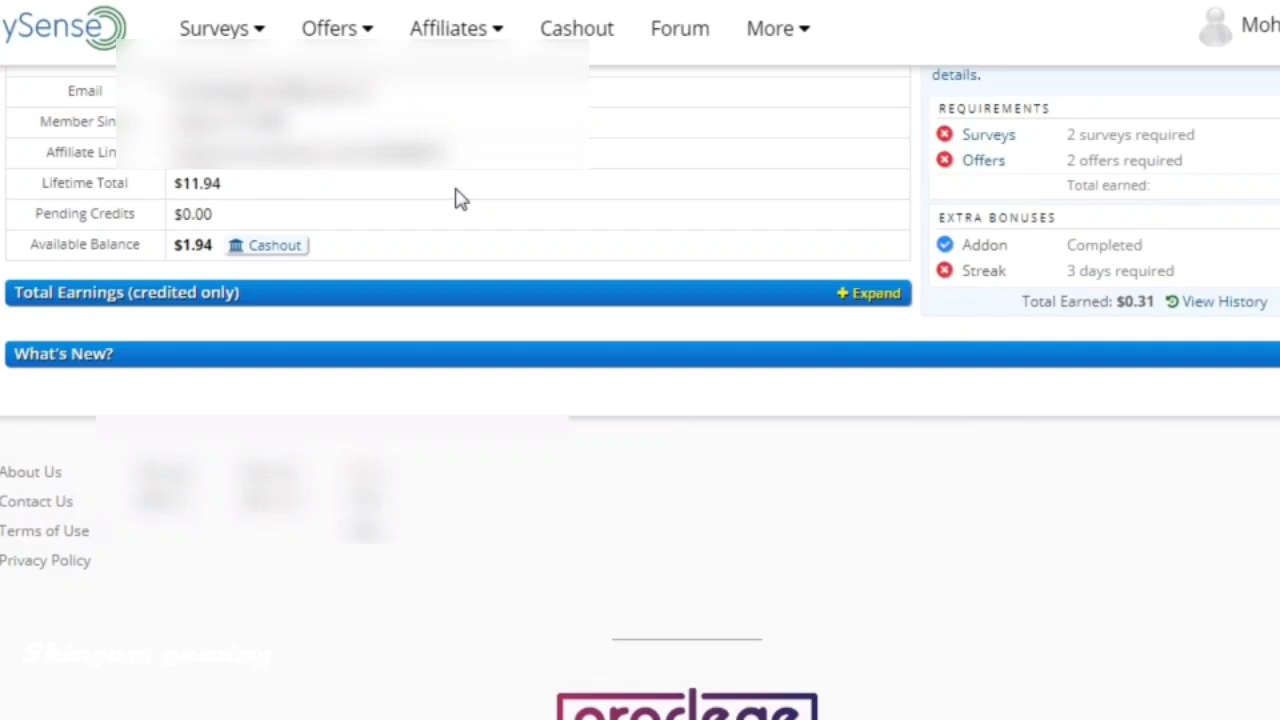 ySense
Surveys Offers Affiliates Cashout Forum More
Moh
Email
Member Sin
Affiliate Lin
Lifetime Total $11.94
Pending Credits $0.00
Available Balance $1.94 Cashout
Total Earnings (credited only) Expand
What's New?
details.
REQUIREMENTS
Surveys 2 surveys required
Offers 2 offers required
Total earned:
EXTRA BONUSES
Addon Completed
Streak 3 days required
Total Earned: $0.31 View History
About Us
Contact Us
Terms of Use
Privacy Policy
gaming
prodege